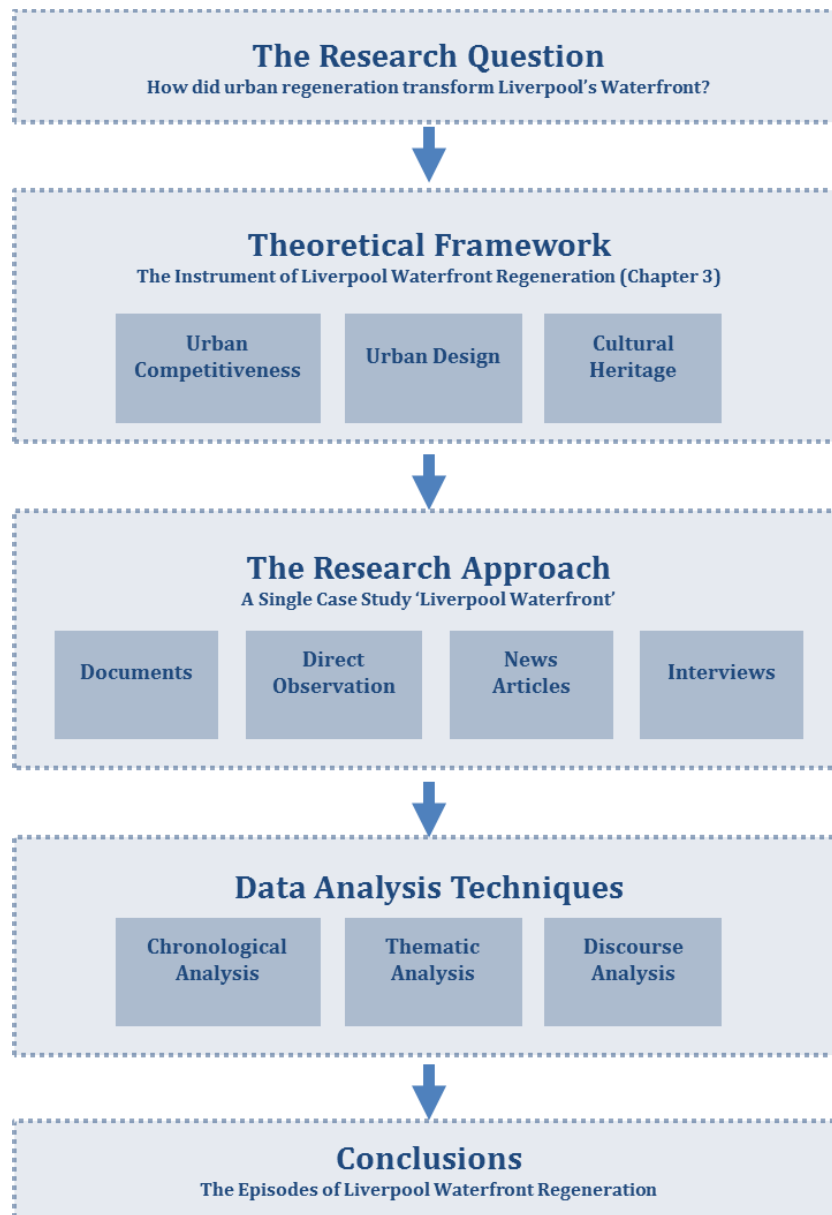 The Research Question
How did urban regeneration transform Liverpool's Waterfront?
Theoretical Framework
The Instrument of Liverpool Waterfront Regeneration (Chapter 3)
Urban
Competitiveness
Urban Design
Cultural
Heritage
The Research Approach
A Single Case Study ‘Liverpool Waterfront’
Documents
Direct
Observation
News
Articles
Interviews
Data Analysis Techniques
Chronological
Analysis
Thematic
Analysis
Discourse
Analysis
Conclusions
The Episodes of Liverpool Waterfront Regeneration